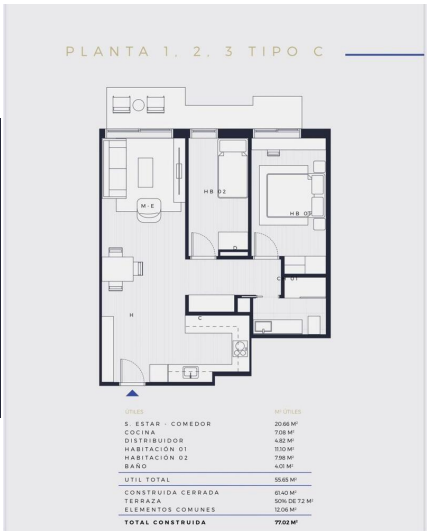 PLANTA 1, 2, 3 TIPO C
HB 02
M-E
H
C
ÚTILES M² ÚTILES
S. ESTAR - COMEDOR 20.66 M²
COCINA 7.08 M²
DISTRIBUIDOR 4.82 M²
HABITACIÓN 01 11.10 M²
HABITACIÓN 02 7.98 M²
BAÑO 4.01 M²
UTIL TOTAL 55.65 M²
CONSTRUIDA CERRADA 61.40 M²
TERRAZA 50% DE 7.2 M²
ELEMENTOS COMUNES 12.06 M²
TOTAL CONSTRUIDA 77.02 M²